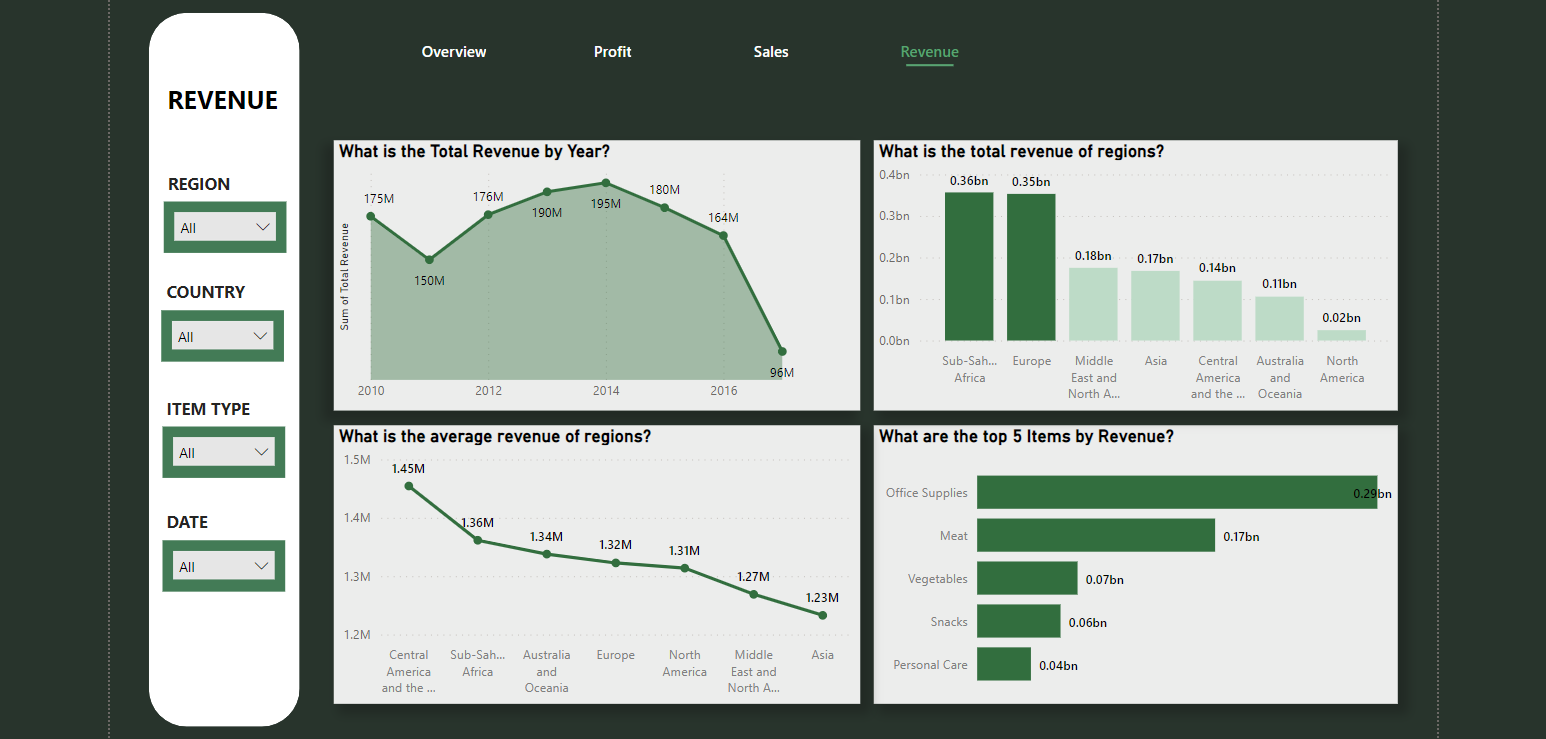 Overview
Profit
Sales
Revenue
REVENUE
REGION
All
COUNTRY
All
ITEM TYPE
All
DATE
All
What is the Total Revenue by Year?
Sum of Total Revenue
175M
150M
176M
190M
195M
180M
164M
96M
2010
2012
2014
2016
What is the total revenue of regions?
0.4bn
0.3bn
0.2bn
0.1bn
0.0bn
0.36bn
0.35bn
0.18bn
0.17bn
0.14bn
0.11bn
0.02bn
Sub-Sah...
Africa
Europe
Middle
East and
North A...
Asia
Central
America
and the ...
Australia
and
Oceania
North
America
What is the average revenue of regions?
1.5M
1.4M
1.3M
1.2M
1.45M
1.36M
1.34M
1.32M
1.31M
1.27M
1.23M
Central
America
and the ...
Sub-Sah...
Africa
Australia
and
Oceania
Europe
North
America
Middle
East and
North A...
Asia
What are the top 5 Items by Revenue?
Office Supplies
0.29bn
Meat
0.17bn
Vegetables
0.07bn
Snacks
0.06bn
Personal Care
0.04bn